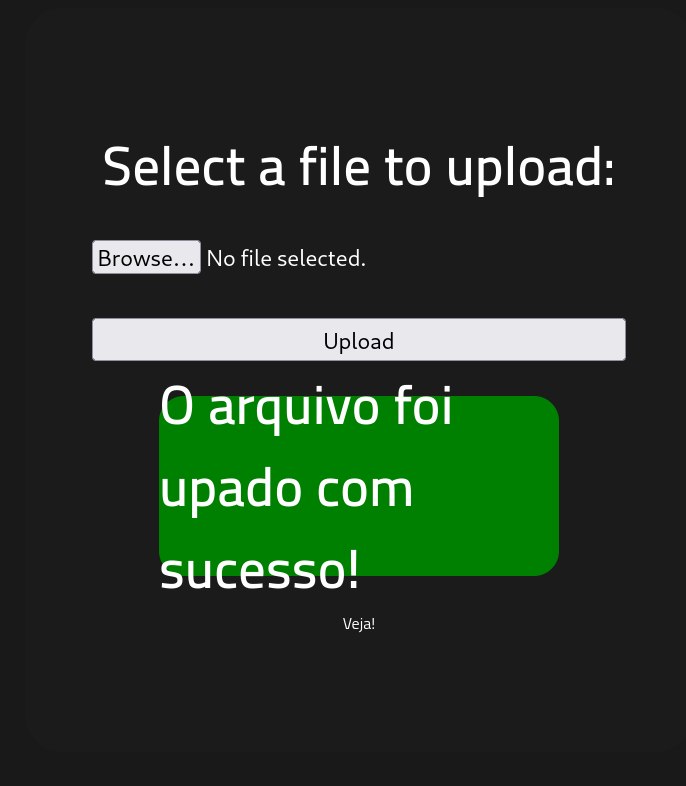 Select a file to upload:
Browse... No file selected.
Upload
O arquivo foi
upado com
sucesso!
Veja!